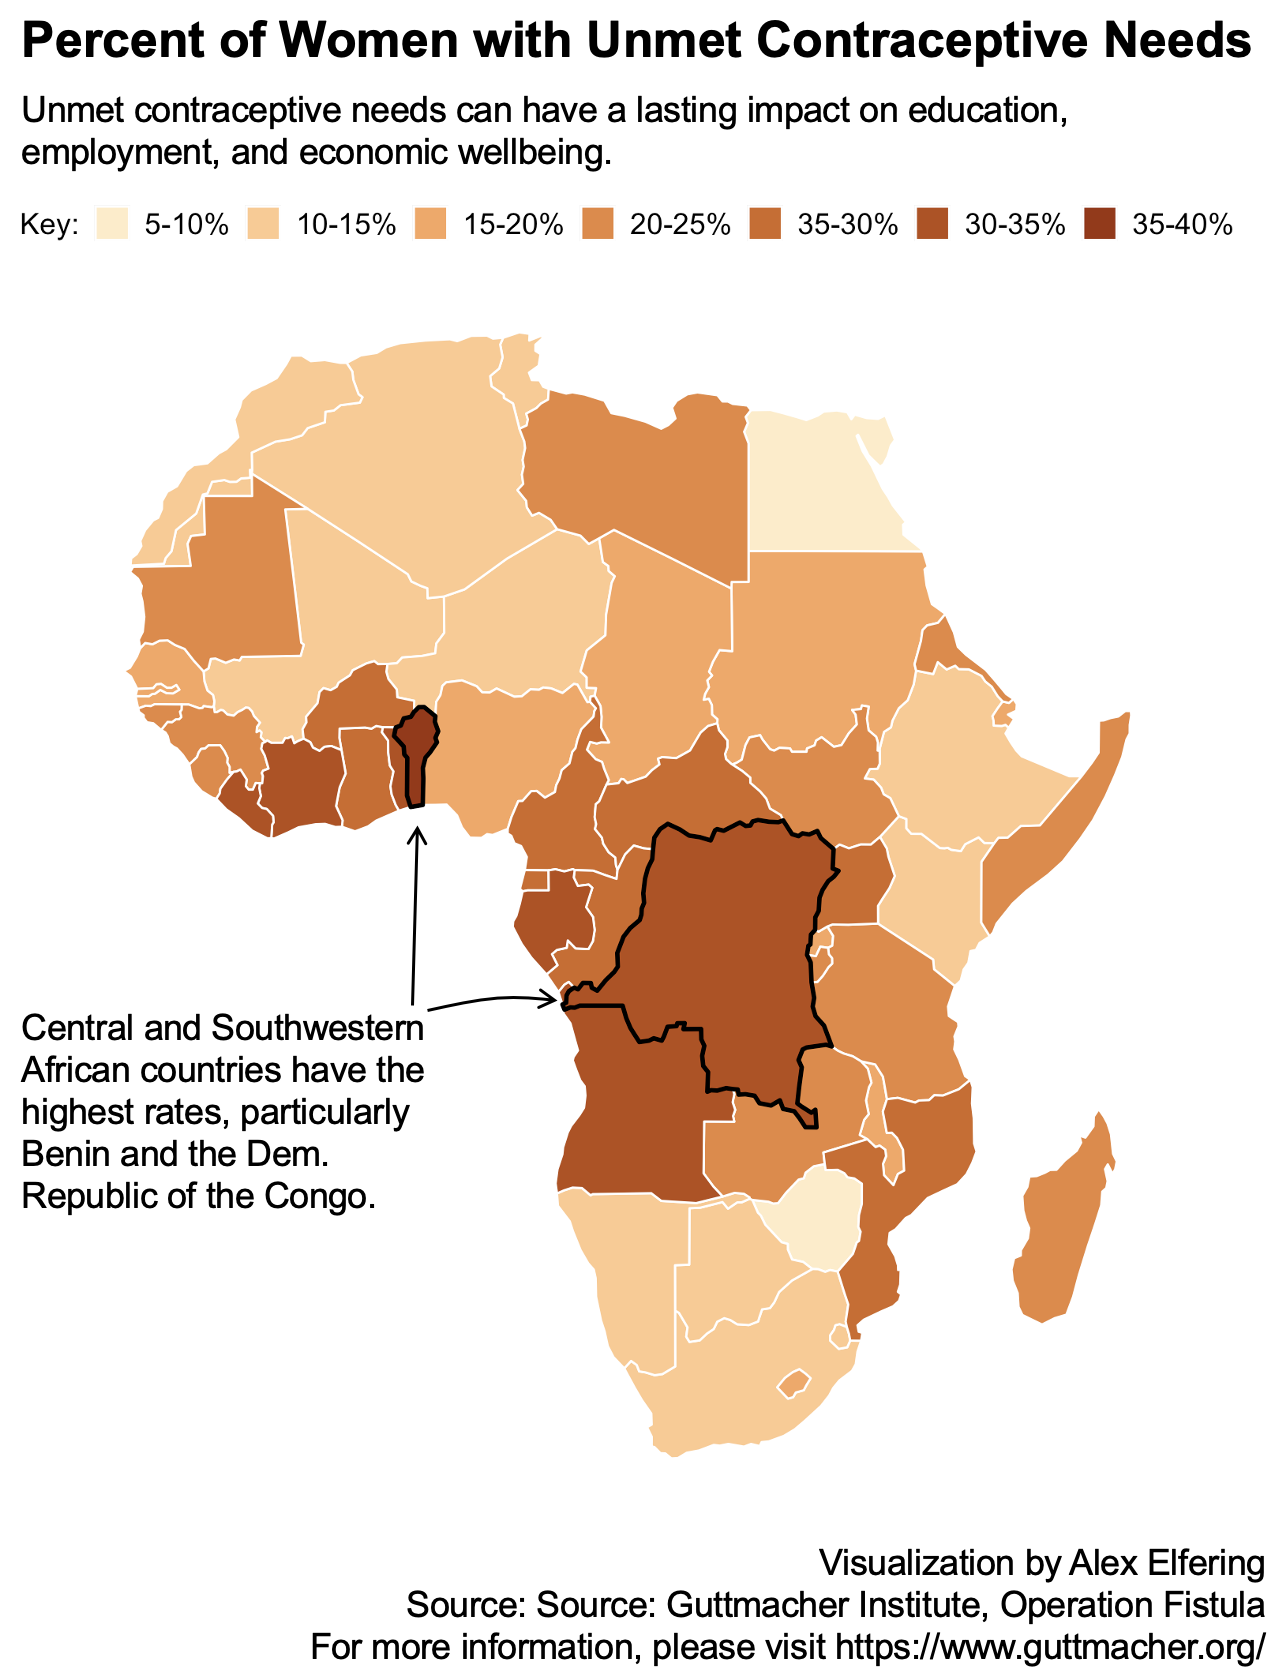 Percent of Women with Unmet Contraceptive Needs
Unmet contraceptive needs can have a lasting impact on education,
employment, and economic wellbeing.
Key: 5-10% 10-15% 15-20% 20-25% 35-30% 30-35% 35-40%
Central and Southwestern
African countries have the
highest rates, particularly
Benin and the Dem.
Republic of the Congo.
Visualization by Alex Elfering
Source: Source: Guttmacher Institute, Operation Fistula
For more information, please visit https://www.guttmacher.org/